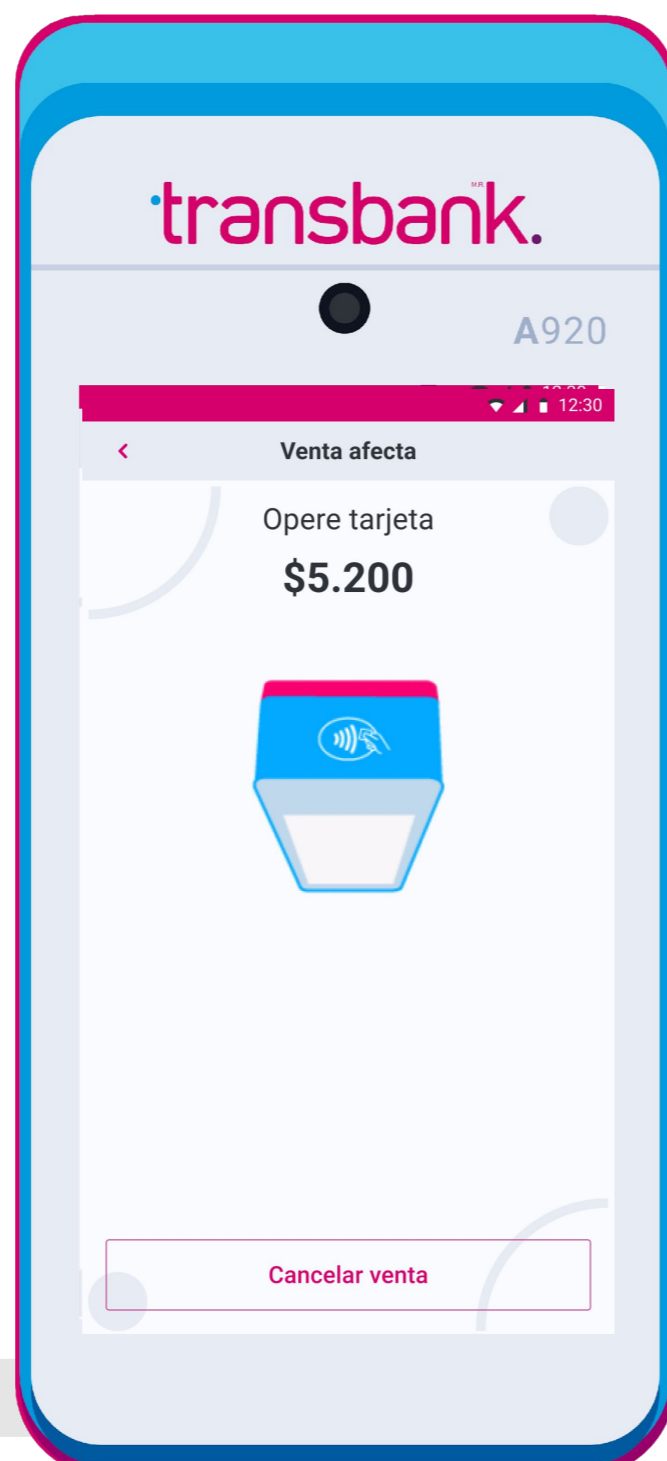 transbank.
M.R.
A920
12:30
Venta afecta
Opere tarjeta
$5.200
Cancelar venta